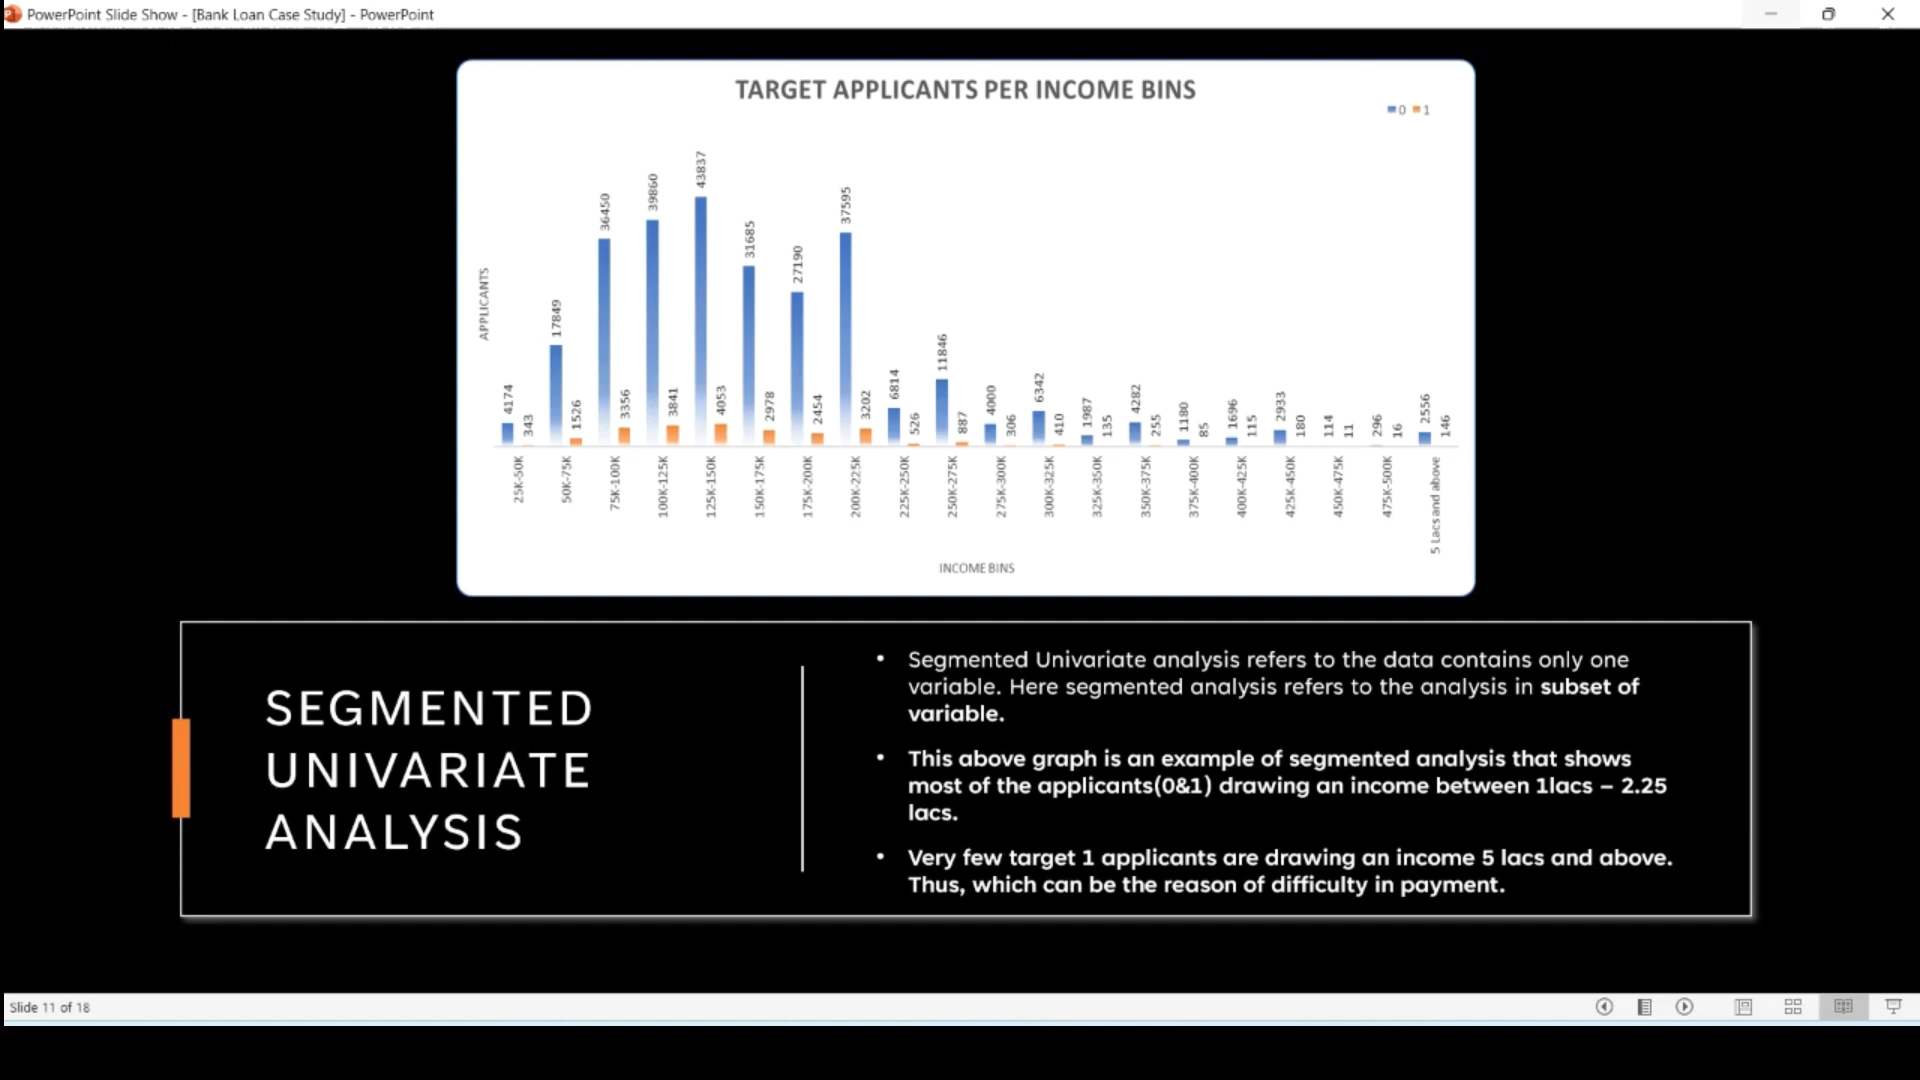 PowerPoint Slide Show - [Bank Loan Case Study] - PowerPoint
TARGET APPLICANTS PER INCOME BINS
0 1
APPLICANTS
4174
343
17849
1526
36450
3356
39860
3841
43837
4053
31685
2978
27190
2454
37595
3202
6814
526
11846
887
4000
306
6342
410
1987
135
4282
255
1180
85
1696
115
2933
180
114
11
296
16
2556
146
25K-50K
50K-75K
75K-100K
100K-125K
125K-150K
150K-175K
175K-200K
200K-225K
225K-250K
250K-275K
275K-300K
300K-325K
325K-350K
350K-375K
375K-400K
400K-425K
425K-450K
450K-475K
475K-500K
5 Lacs and above
INCOME BINS
SEGMENTED
UNIVARIATE
ANALYSIS
• Segmented Univariate analysis refers to the data contains only one
variable. Here segmented analysis refers to the analysis in subset of
variable.
• This above graph is an example of segmented analysis that shows
most of the applicants(0&1) drawing an income between 1lacs – 2.25
lacs.
• Very few target 1 applicants are drawing an income 5 lacs and above.
Thus, which can be the reason of difficulty in payment.
Slide 11 of 18